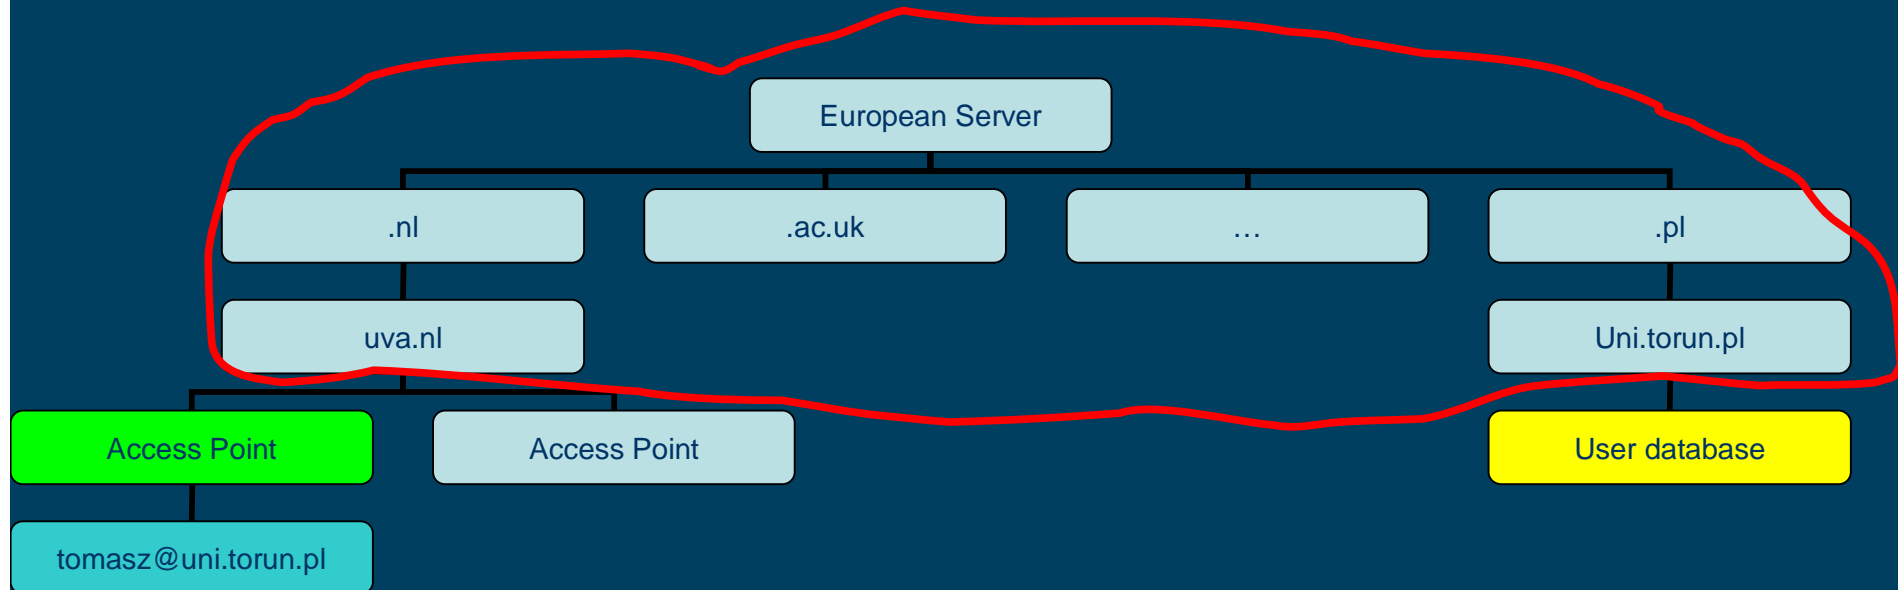 European Server
.nl
.ac.uk
…
.pl
uva.nl
Uni.torun.pl
Access Point
Access Point
User database
tomasz@uni.torun.pl